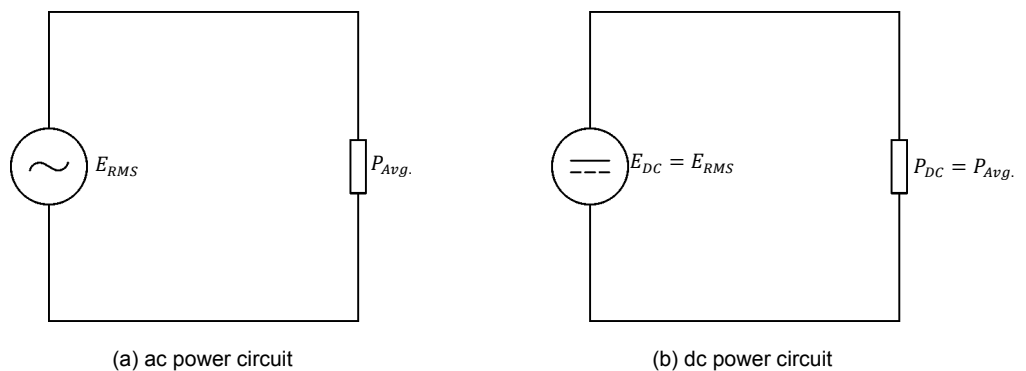 E_RMS
P_Avg.
E_DC = E_RMS
P_DC = P_Avg.
(a) ac power circuit
(b) dc power circuit